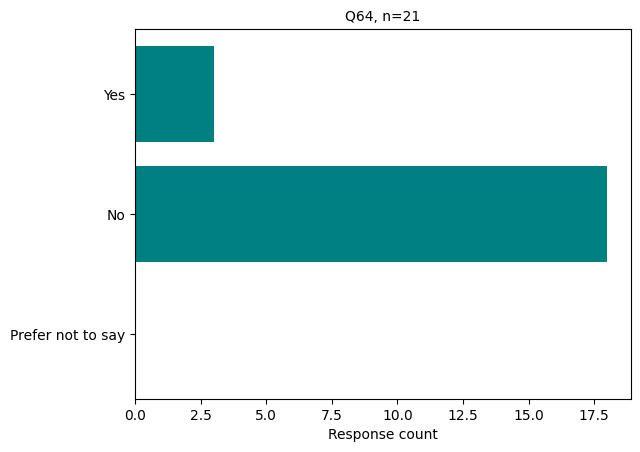 Q64, n=21
Yes
No
Prefer not to say
0.0 2.5 5.0 7.5 10.0 12.5 15.0 17.5
Response count